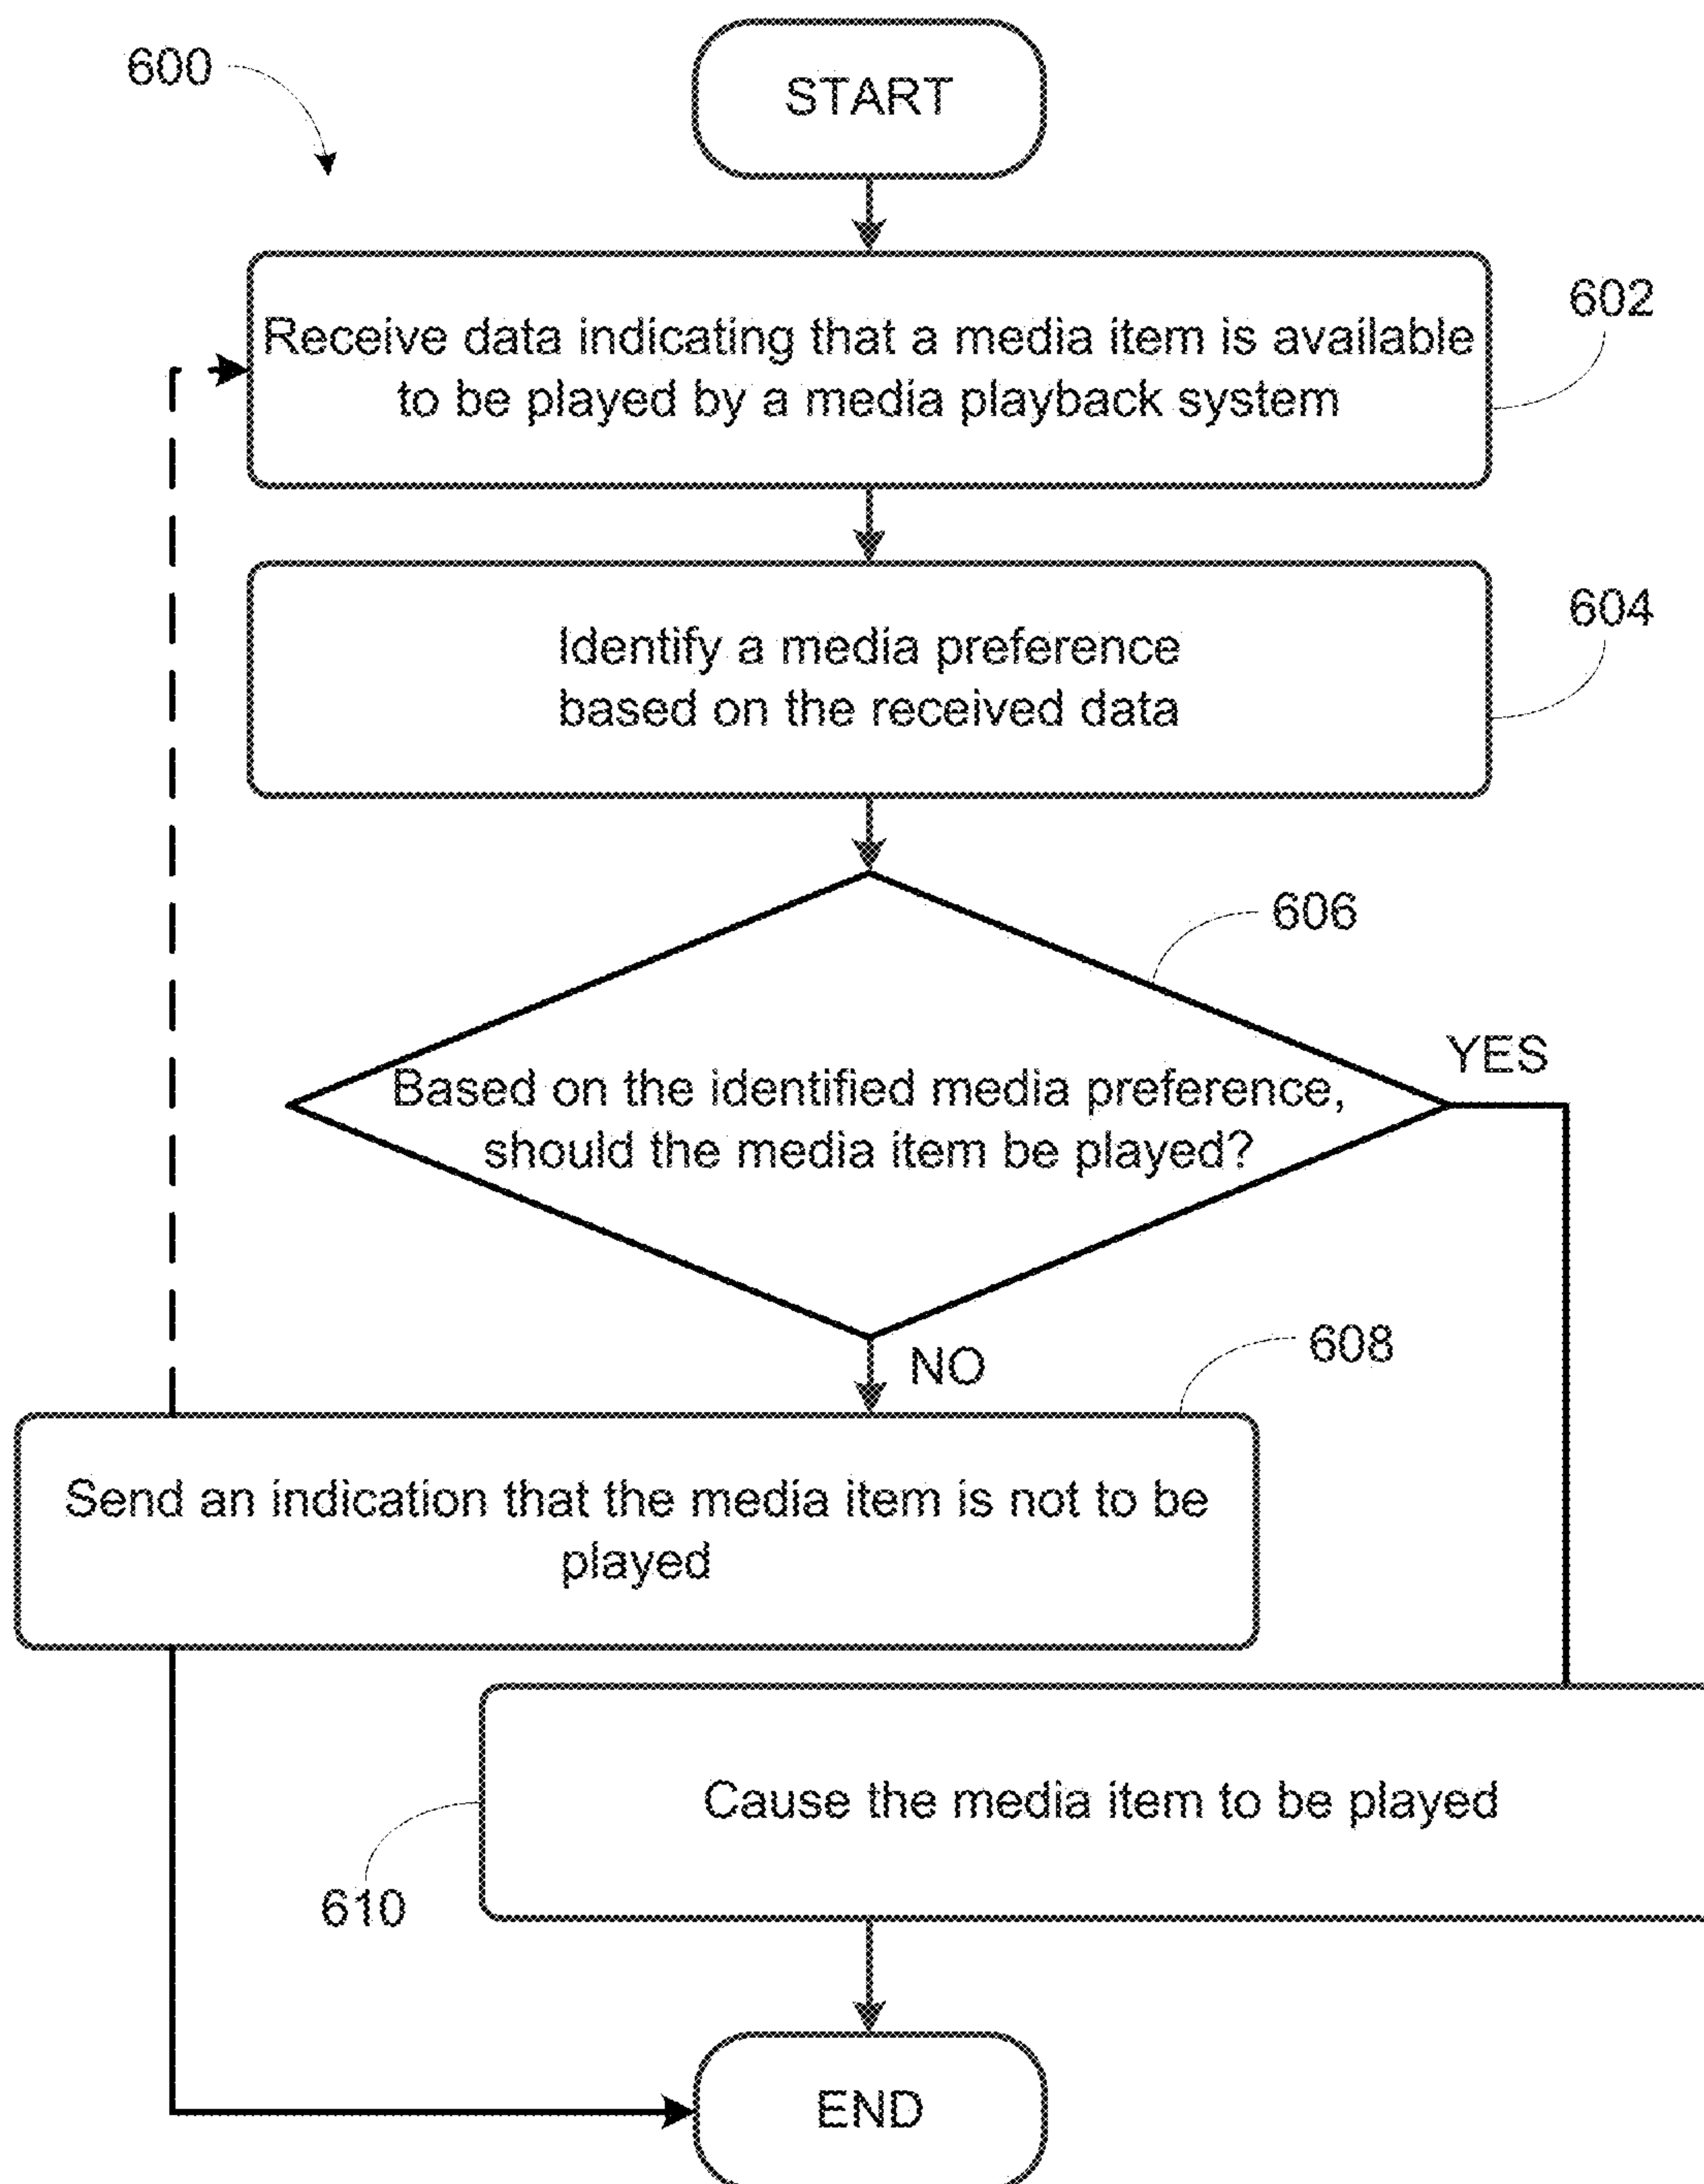 600
START
Receive data indicating that a media item is available
to be played by a media playback system
602
Identify a media preference
based on the received data
604
606
Based on the identified media preference,
should the media item be played?
YES
NO
608
Send an indication that the media item is not to be
played
Cause the media item to be played
610
END